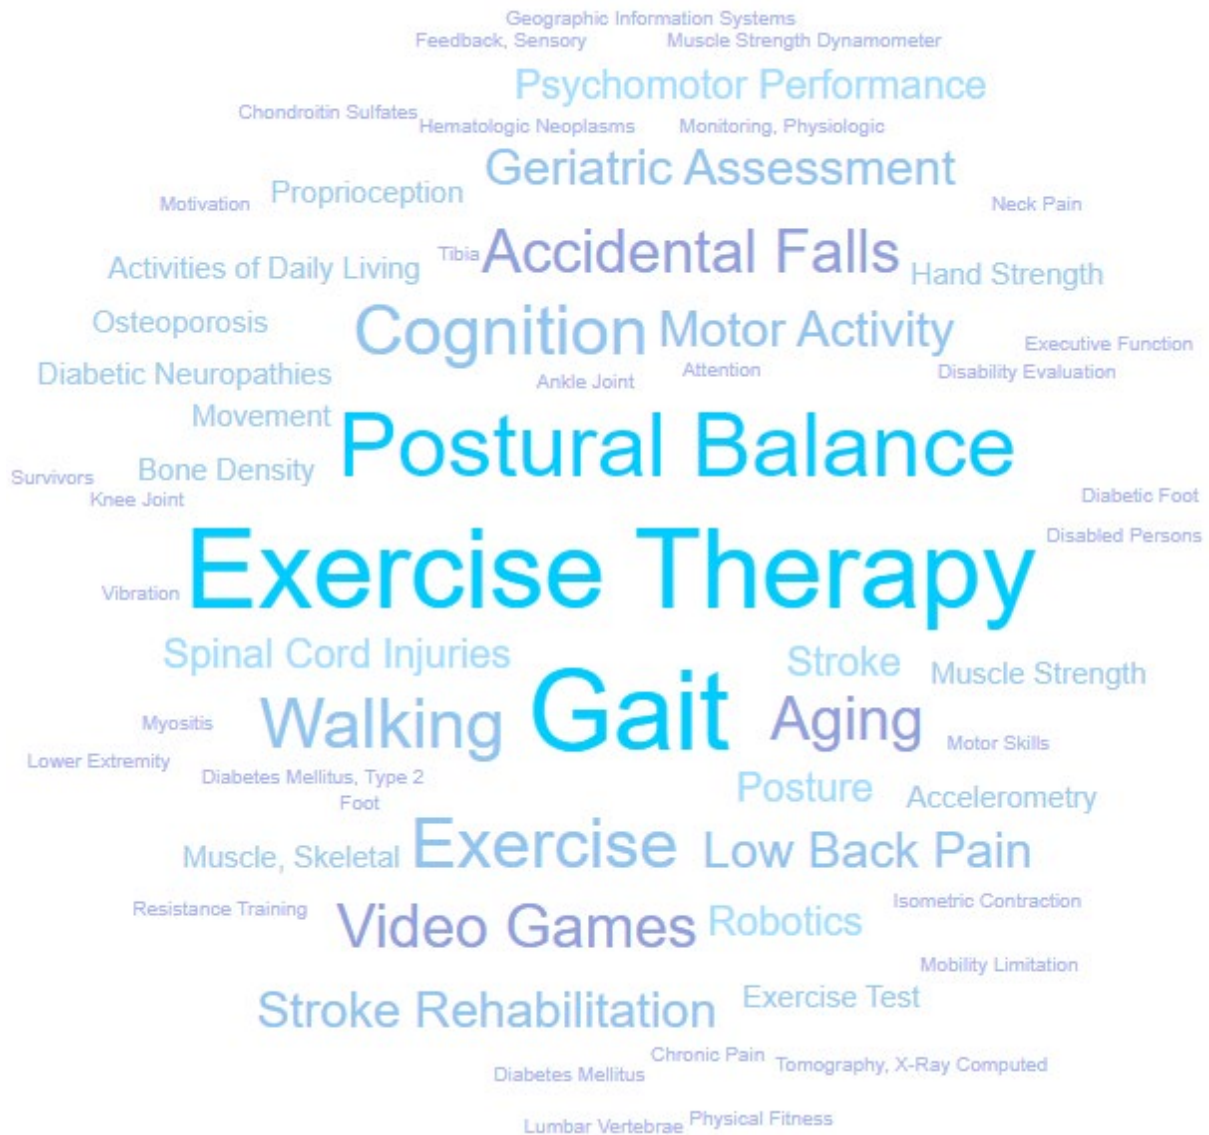 Geographic Information Systems
Feedback, Sensory
Muscle Strength Dynamometer
Psychomotor Performance
Chondroitin Sulfates
Hematologic Neoplasms
Monitoring, Physiologic
Geriatric Assessment
Proprioception
Motivation
Neck Pain
Accidental Falls
Tibia
Activities of Daily Living
Hand Strength
Osteoporosis
Cognition
Motor Activity
Executive Function
Diabetic Neuropathies
Ankle Joint
Attention
Disability Evaluation
Movement
Postural Balance
Survivors
Bone Density
Knee Joint
Diabetic Foot
Exercise Therapy
Disabled Persons
Vibration
Spinal Cord Injuries
Stroke
Muscle Strength
Myositis
Walking
Gait
Aging
Motor Skills
Lower Extremity
Diabetes Mellitus, Type 2
Foot
Posture
Accelerometry
Muscle, Skeletal
Exercise
Low Back Pain
Resistance Training
Isometric Contraction
Video Games
Robotics
Mobility Limitation
Stroke Rehabilitation
Exercise Test
Chronic Pain
Tomography, X-Ray Computed
Diabetes Mellitus
Lumbar Vertebrae
Physical Fitness